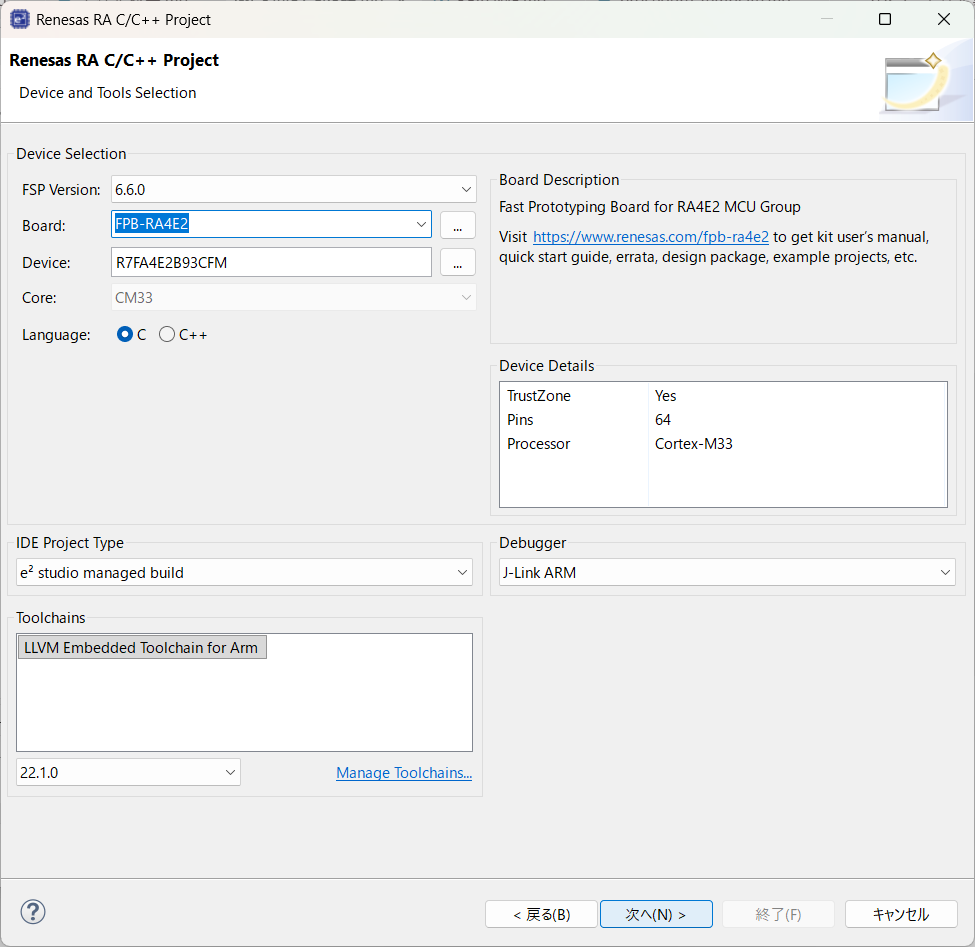 Renesas RA C/C++ Project
Renesas RA C/C++ Project
Device and Tools Selection
Device Selection
FSP Version: 6.6.0
Board: FPB-RA4E2 ...
Device: R7FA4E2B93CFM ...
Core: CM33
Language: C C++
Board Description
Fast Prototyping Board for RA4E2 MCU Group
Visit https://www.renesas.com/fpb-ra4e2 to get kit user's manual,
quick start guide, errata, design package, example projects, etc.
Device Details
TrustZone Yes
Pins 64
Processor Cortex-M33
IDE Project Type
e² studio managed build
Debugger
J-Link ARM
Toolchains
LLVM Embedded Toolchain for Arm
22.1.0 Manage Toolchains...
? < 戻る(B) 次へ(N) > 終了(F) キャンセル